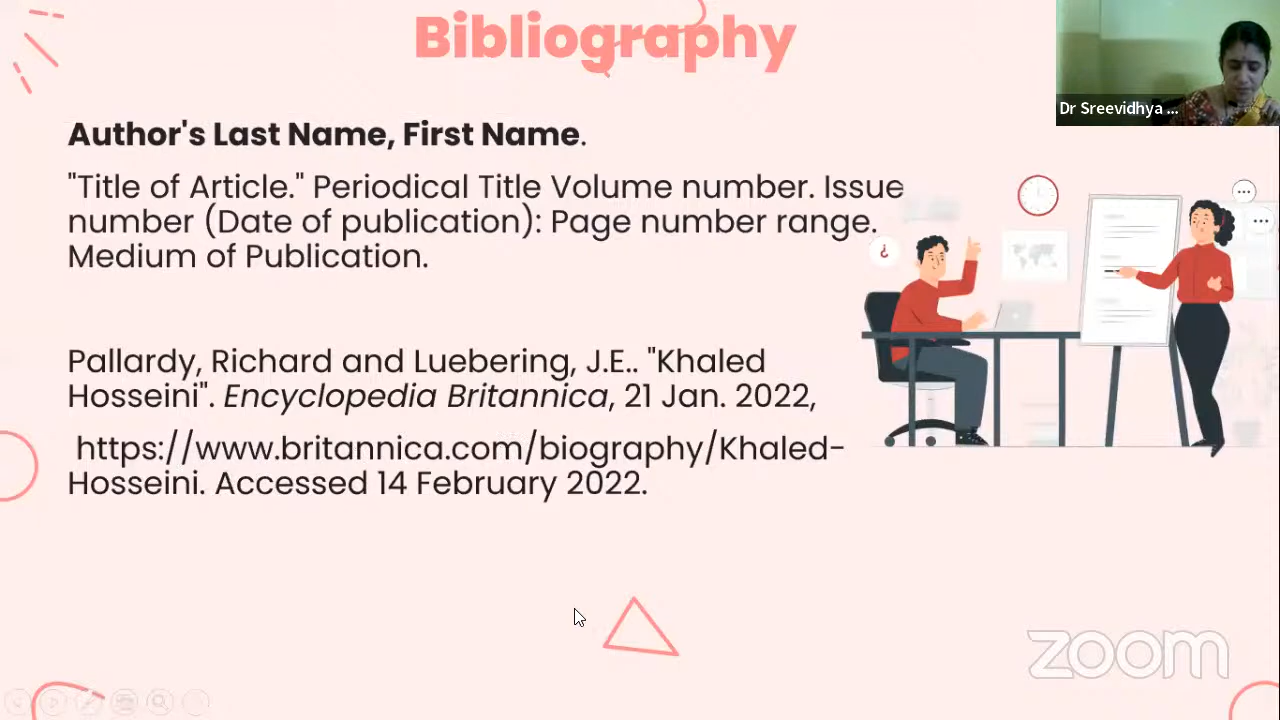 Bibliography
Dr Sreevidhya ...
Author's Last Name, First Name.
"Title of Article." Periodical Title Volume number. Issue
number (Date of publication): Page number range.
Medium of Publication.
Pallardy, Richard and Luebering, J.E.. "Khaled
Hosseini". Encyclopedia Britannica, 21 Jan. 2022,
https://www.britannica.com/biography/Khaled-
Hosseini. Accessed 14 February 2022.
zoom